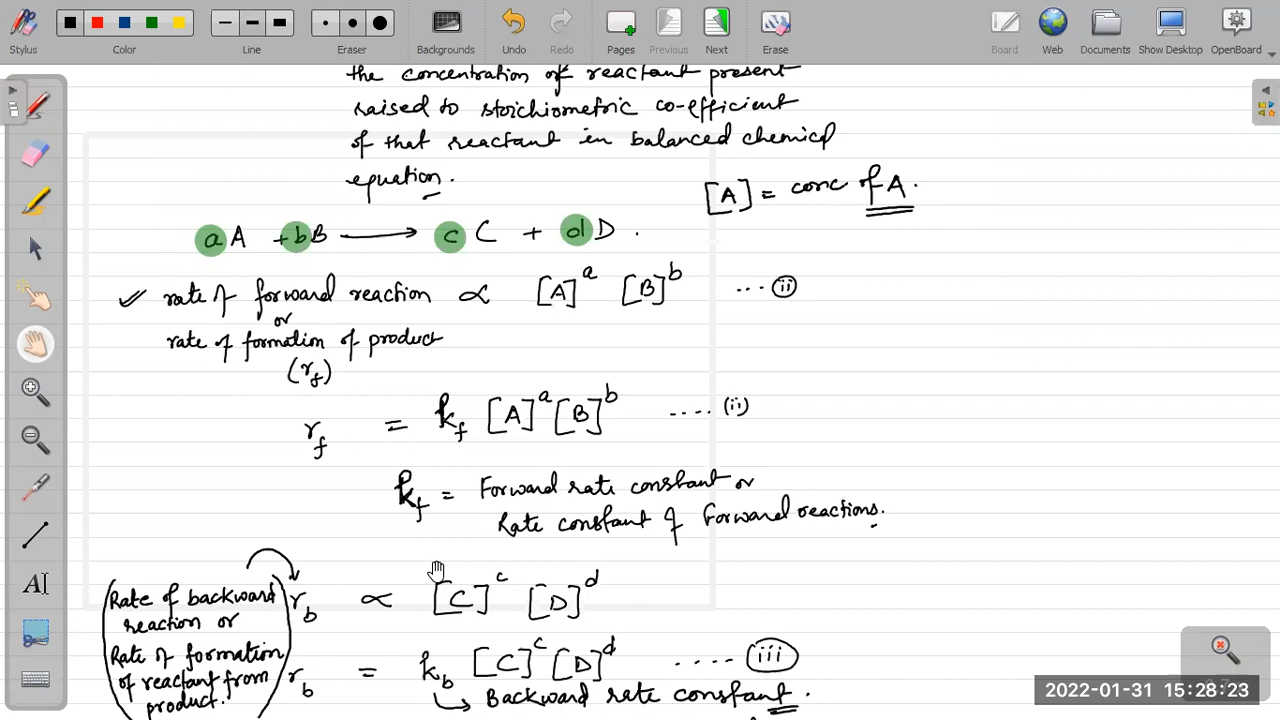 Stylus
Color
Line
Eraser
Backgrounds
Undo
Redo
Pages
Previous
Next
Erase
Board
Web
Documents
Show Desktop
OpenBoard
the concentration of reactant present
raised to stoichiometric co-efficient
of that reactant in balanced chemical
equation.
[A] = conc of A.
aA + bB ⟶ cC + dD .
✓ rate of forward reaction ∝ [A]^a [B]^b ... (ii)
or
rate of formation of product
(r_f)
r_f = k_f [A]^a [B]^b .... (ii)
k_f = Forward rate constant or
Rate constant of Forward reactions.
Rate of backward
reaction or
Rate of formation
of reactant from
product.
r_b ∝ [C]^c [D]^d
r_b = k_b [C]^c [D]^d .... (iii)
Backward rate constant.
2022-01-31 15:28:23